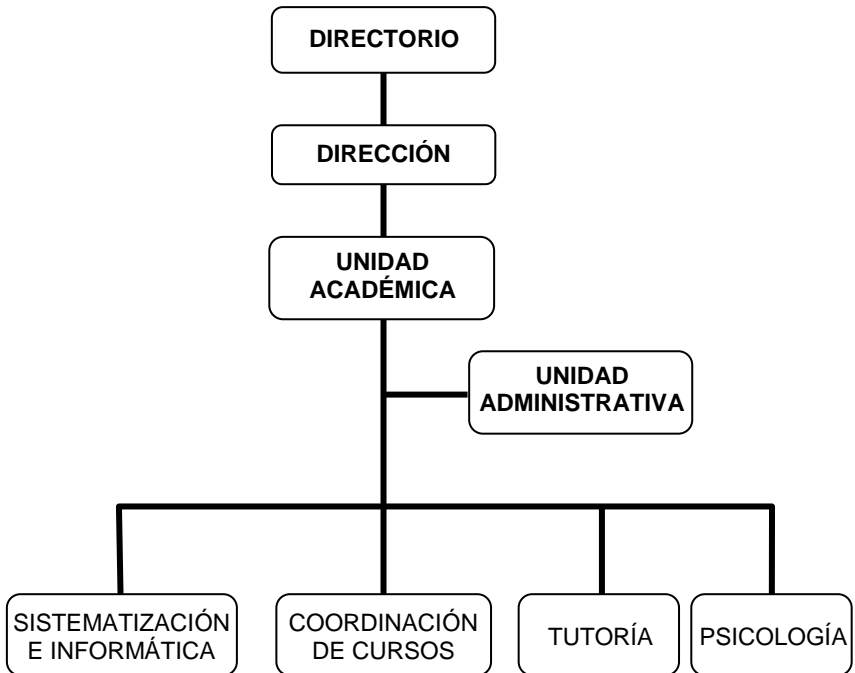 DIRECTORIO
DIRECCIÓN
UNIDAD
ACADÉMICA
UNIDAD
ADMINISTRATIVA
SISTEMATIZACIÓN
E INFORMÁTICA
COORDINACIÓN
DE CURSOS
TUTORÍA
PSICOLOGÍA